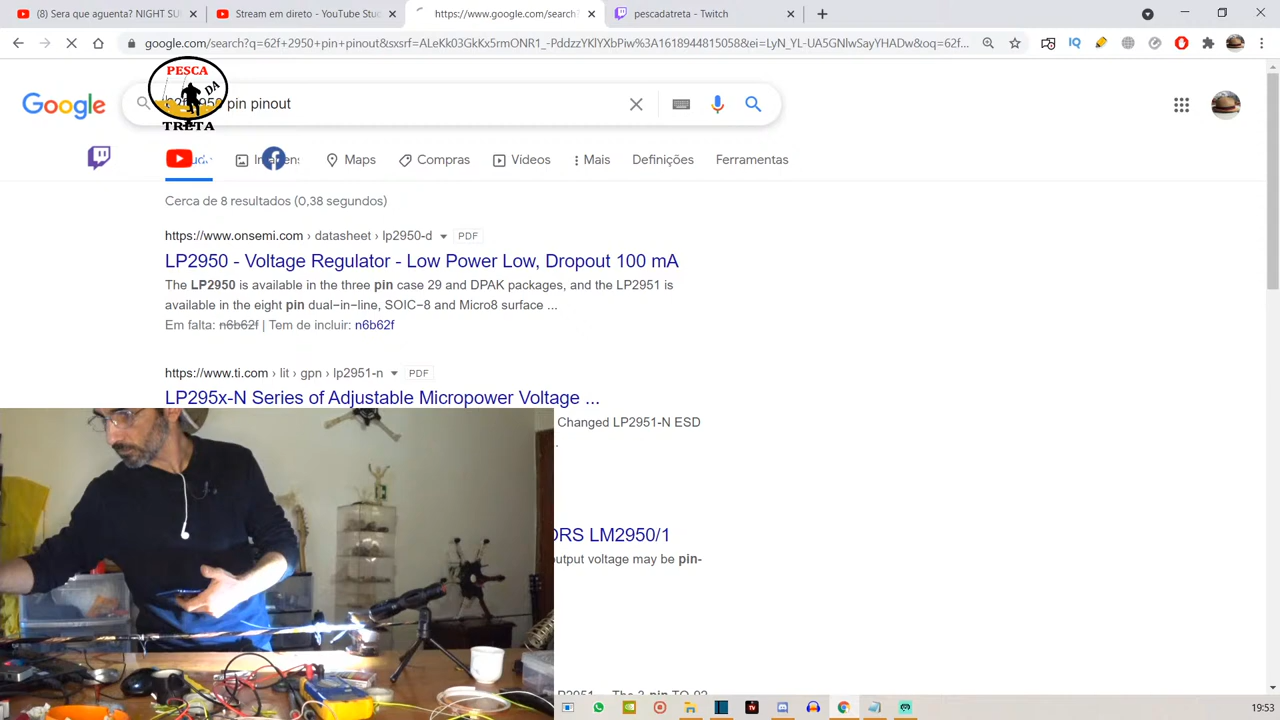 (8) Será que aguenta? NIGHT SU
Stream em direto - YouTube Stu
https://www.google.com/search?
pescadatreta - Twitch
google.com/search?q=62f+2950+pin+pinout&sxsrf=ALeKk03GkKc5rmONR1_-PddzzYKlYXbPiw%3A1618944815058&ei=LyN_YL-UA5GNlwSayYHADw&oq=62f...
PESCA
DA
TRETA
Google
pin pinout
Maps
Compras
Vídeos
Mais
Definições
Ferramentas
Cerca de 8 resultados (0,38 segundos)
https://www.onsemi.com › datasheet › lp2950-d
PDF
LP2950 - Voltage Regulator - Low Power Low, Dropout 100 mA
The LP2950 is available in the three pin case 29 and DPAK packages, and the LP2951 is
available in the eight pin dual−in−line, SOIC−8 and Micro8 surface ...
Em falta: n6b62f | Tem de incluir: n6b62f
https://www.ti.com › lit › gpn › lp2951-n
PDF
LP295x-N Series of Adjustable Micropower Voltage ...
Changed LP2951-N ESD
ORS LM2950/1
output voltage may be pin-
19:53